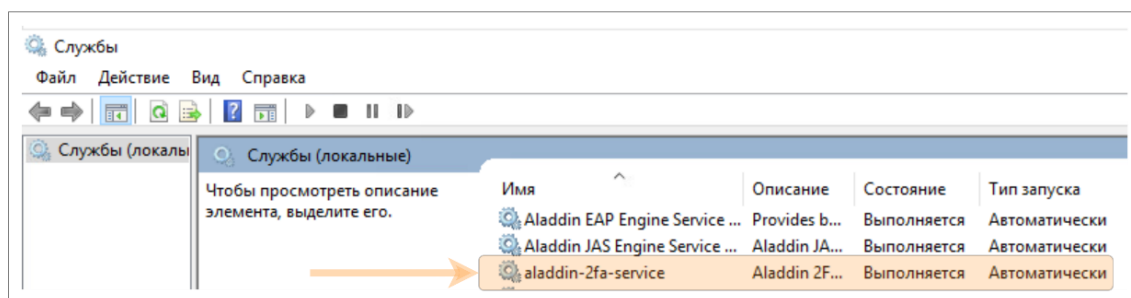 Службы
Файл Действие Вид Справка
?
Службы (локалы
Службы (локальные)
Чтобы просмотреть описание
элемента, выделите его.
Имя Описание Состояние Тип запуска
Aladdin EAP Engine Service ... Provides b... Выполняется Автоматически
Aladdin JAS Engine Service ... Aladdin JA... Выполняется Автоматически
aladdin-2fa-service Aladdin 2F... Выполняется Автоматически